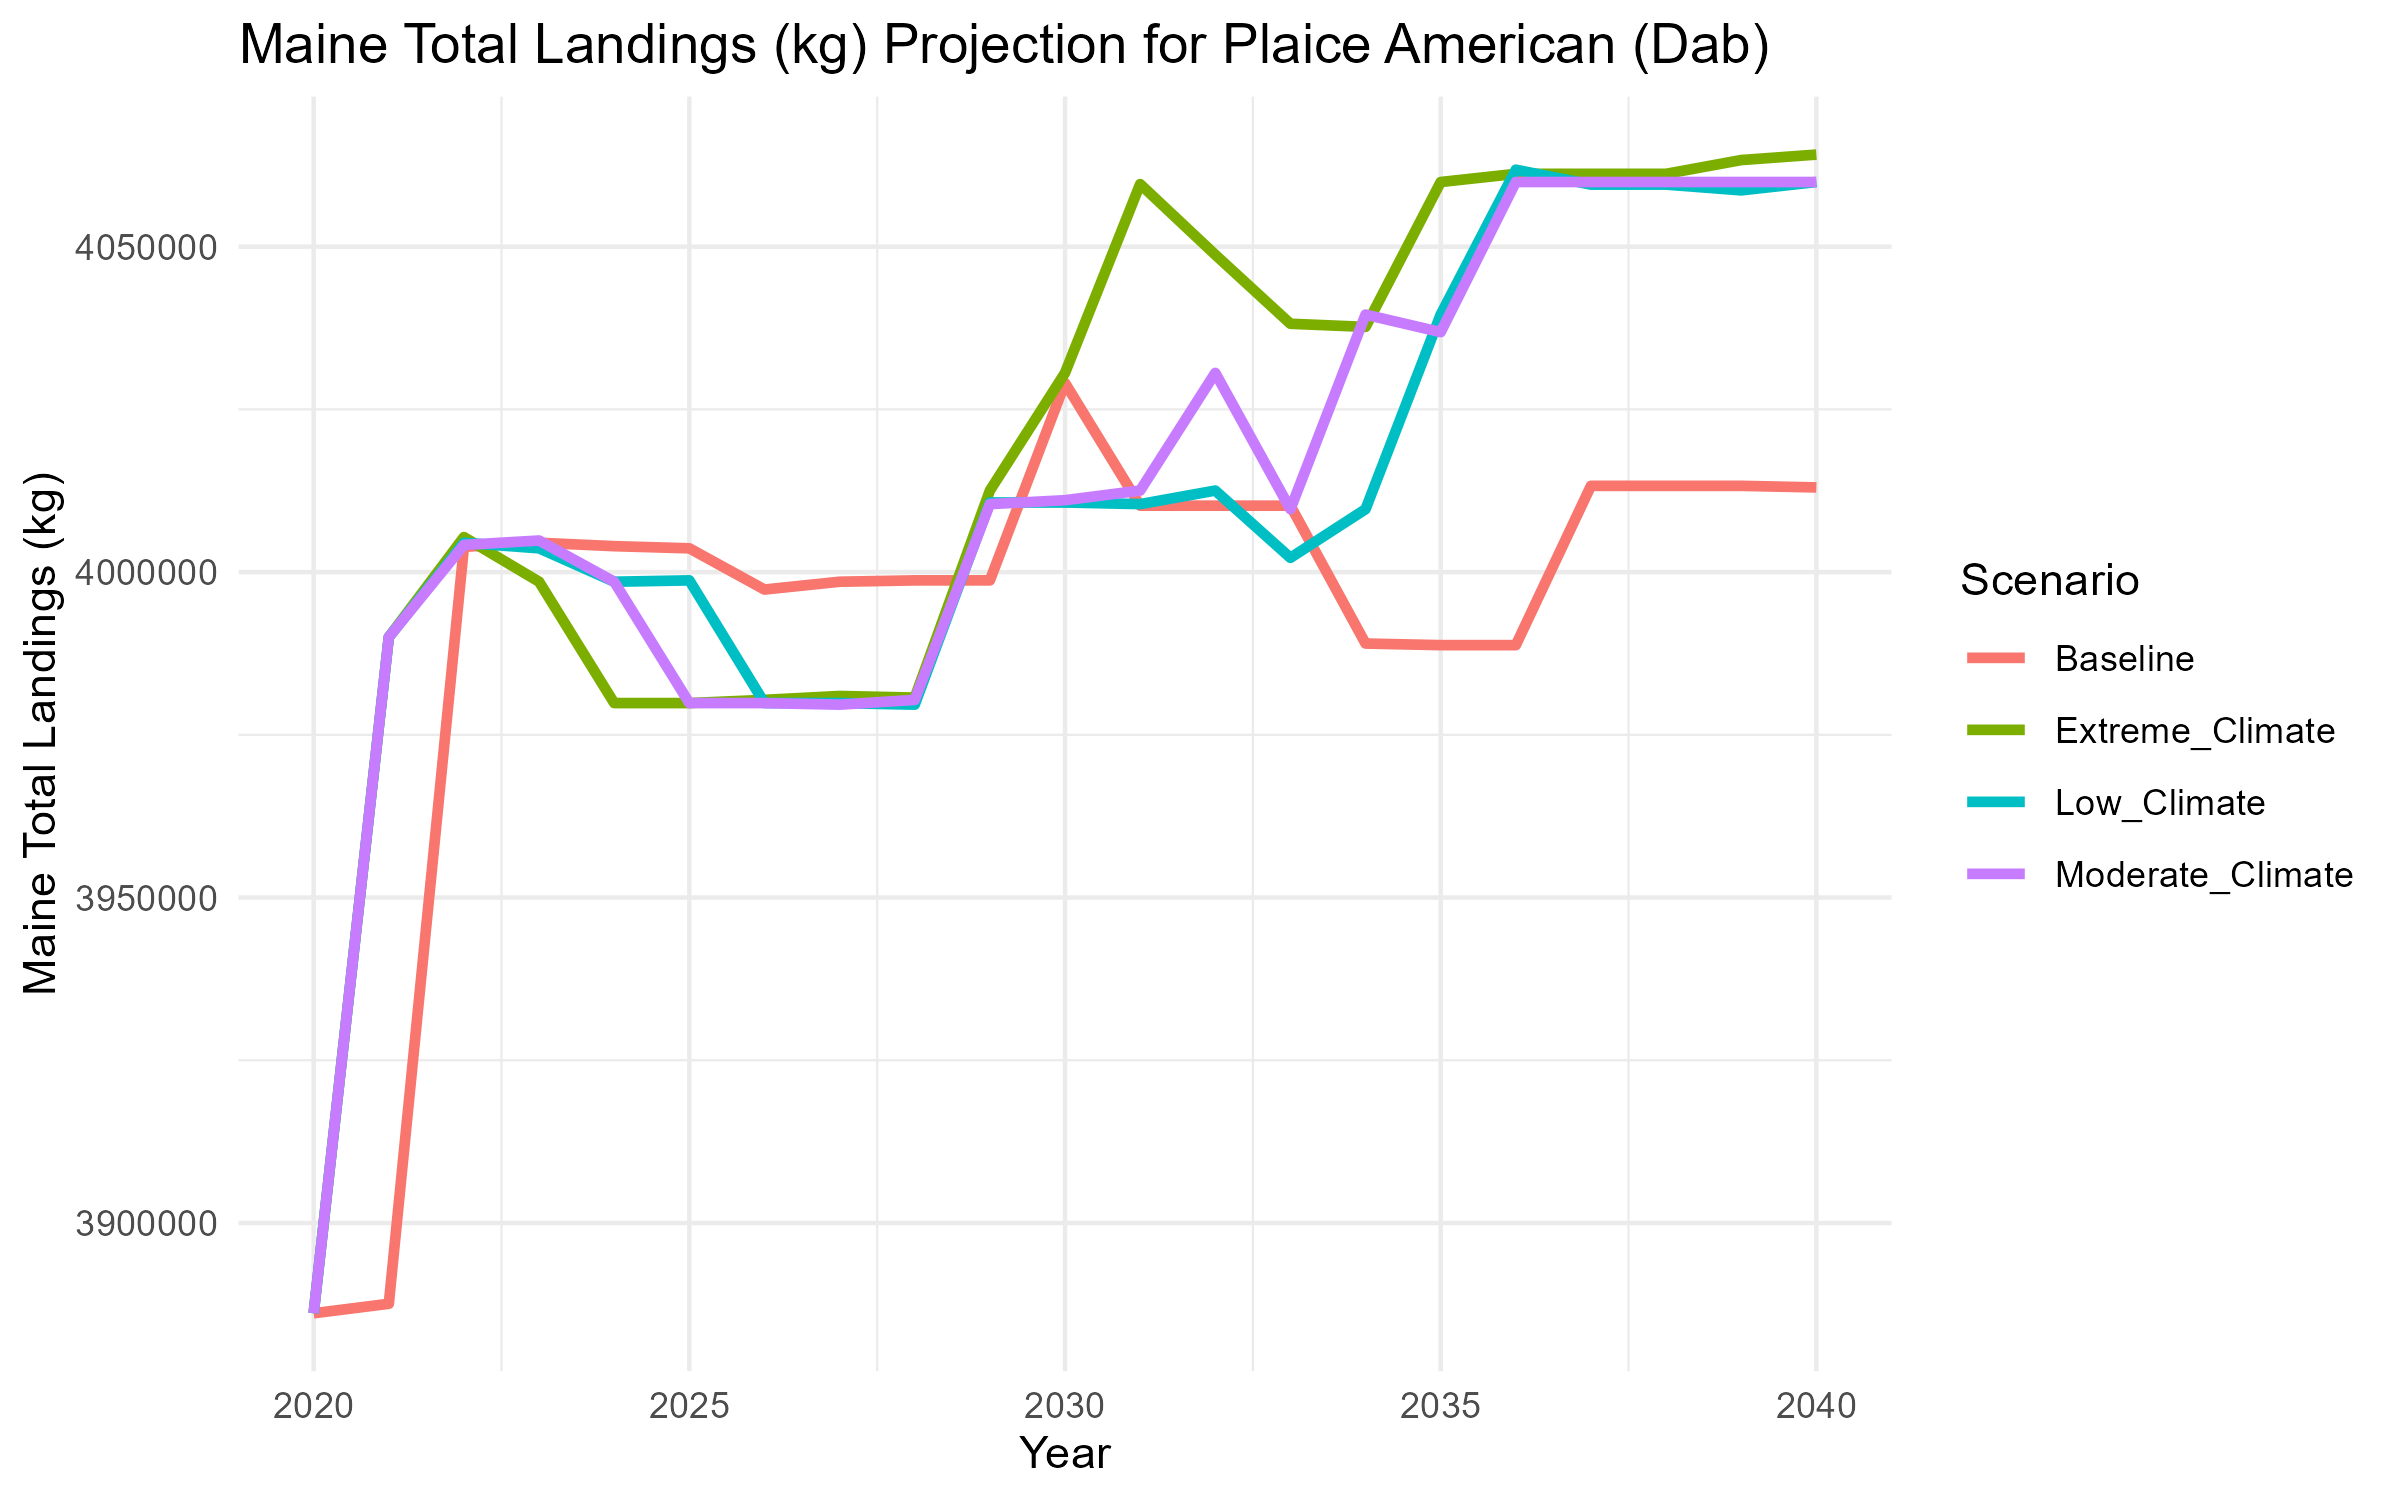 Maine Total Landings (kg) Projection for Plaice American (Dab)
Maine Total Landings (kg)
4050000
4000000
3950000
3900000
2020
2025
2030
2035
2040
Year
Scenario
Baseline
Extreme_Climate
Low_Climate
Moderate_Climate